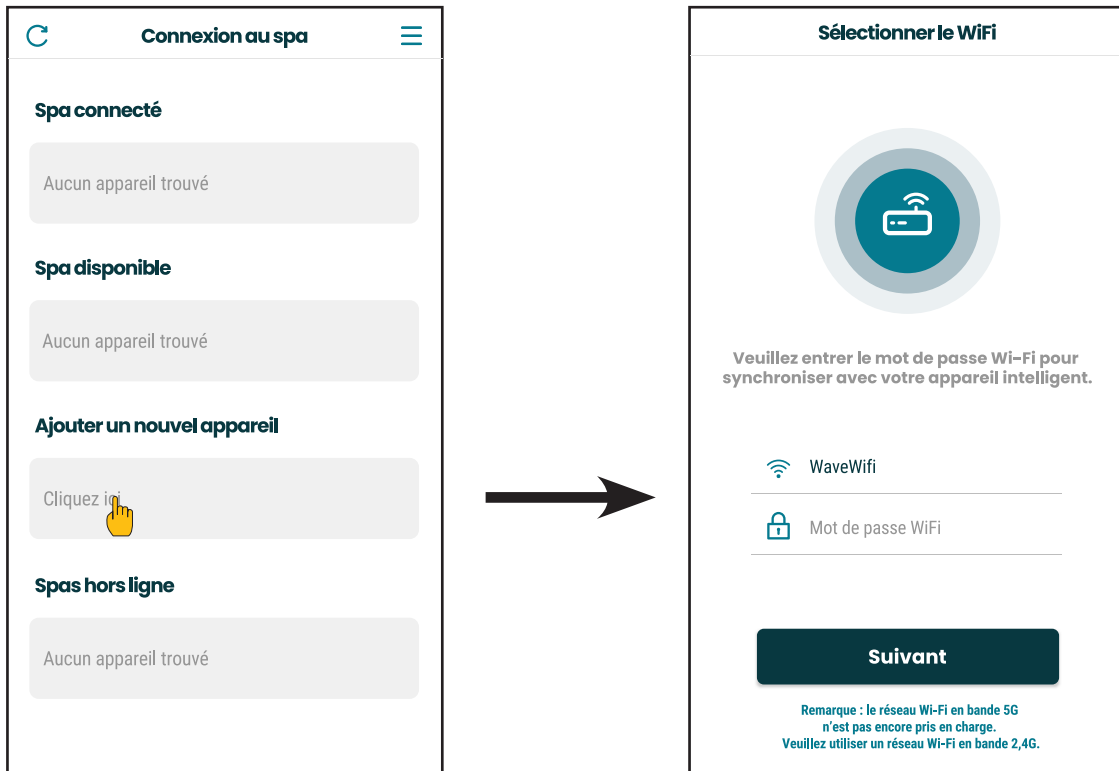 Connexion au spa
Spa connecté
Aucun appareil trouvé
Spa disponible
Aucun appareil trouvé
Ajouter un nouvel appareil
Cliquez ici
Spas hors ligne
Aucun appareil trouvé
Sélectionner le WiFi
Veuillez entrer le mot de passe Wi-Fi pour
synchroniser avec votre appareil intelligent.
WaveWifi
Mot de passe WiFi
Suivant
Remarque : le réseau Wi-Fi en bande 5G
n'est pas encore pris en charge.
Veuillez utiliser un réseau Wi-Fi en bande 2,4G.